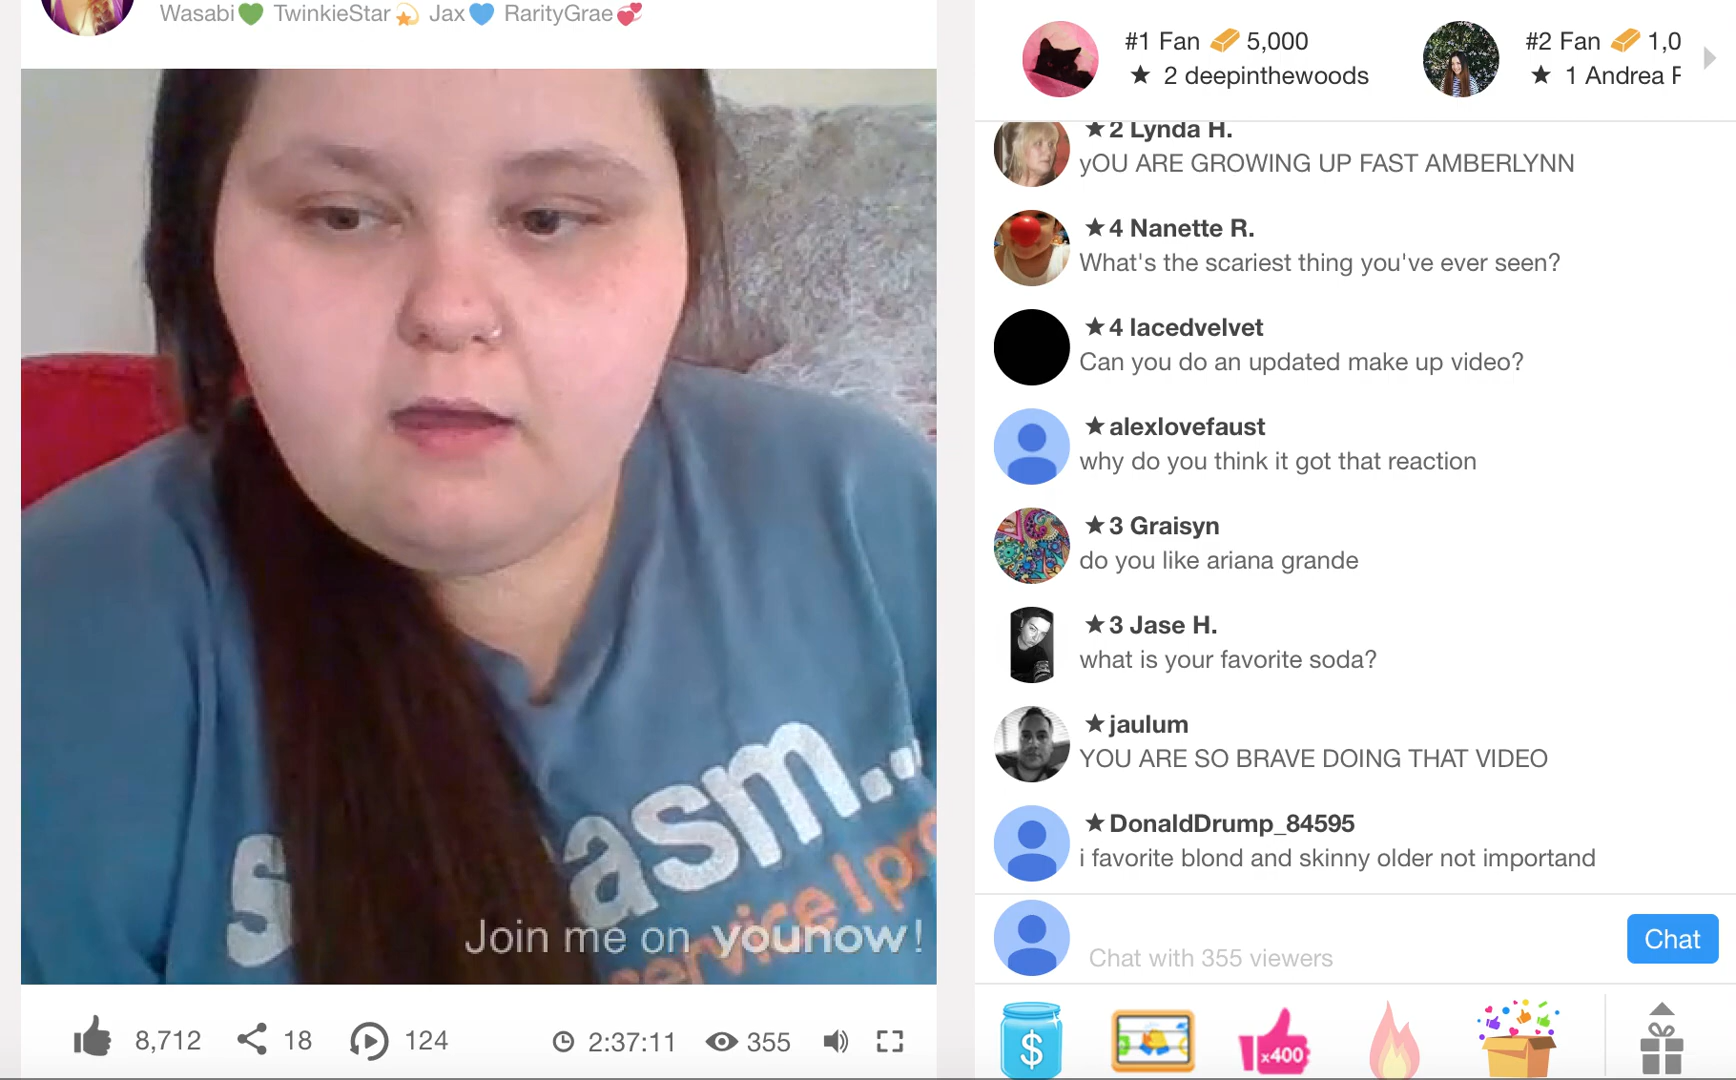 Wasabi💚 TwinkieStar💫 Jax💙 RarityGrae💞
#1 Fan 5,000
★ 2 deepinthewoods
#2 Fan 1,0
★ 1 Andrea F
★2 Lynda H.
yOU ARE GROWING UP FAST AMBERLYNN
★4 Nanette R.
What's the scariest thing you've ever seen?
★4 lacedvelvet
Can you do an updated make up video?
★alexlovefaust
why do you think it got that reaction
★3 Graisyn
do you like ariana grande
★3 Jase H.
what is your favorite soda?
★jaulum
YOU ARE SO BRAVE DOING THAT VIDEO
★DonaldDrump_84595
i favorite blond and skinny older not importand
Chat with 355 viewers
Chat
s asm...
service I pr
Join me on younow!
8,712
18
124
2:37:11
355
$
x400